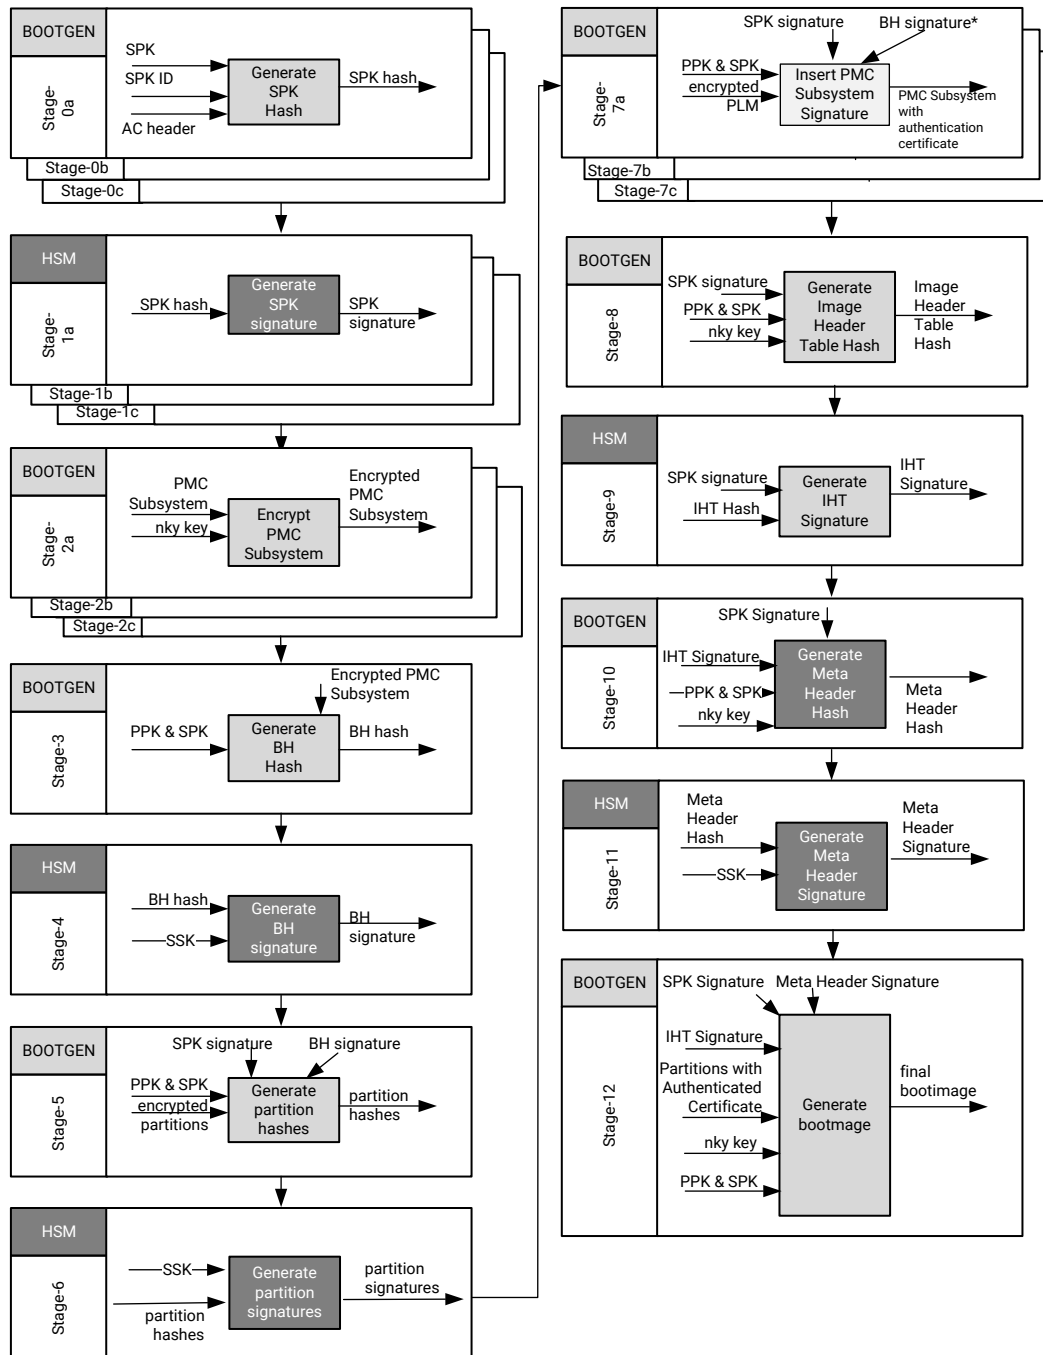 BOOTGEN
Stage-
0a
SPK
SPK ID
AC header
Generate
SPK
Hash
SPK hash
Stage-0b
Stage-0c
HSM
Stage-
1a
SPK hash
Generate
SPK
signature
SPK
signature
Stage-1b
Stage-1c
BOOTGEN
Stage-
2a
PMC
Subsystem
nky key
Encrypt
PMC
Subsystem
Encrypted
PMC
Subsystem
Stage-2b
Stage-2c
BOOTGEN
Stage-3
Encrypted PMC
Subsystem
PPK & SPK
Generate
BH
Hash
BH hash
HSM
Stage-4
BH hash
SSK
Generate
BH
signature
BH
signature
BOOTGEN
Stage-5
SPK signature
BH signature
PPK & SPK
encrypted
partitions
Generate
partition
hashes
partition
hashes
HSM
Stage-6
SSK
partition
hashes
Generate
partition
signatures
partition
signatures
BOOTGEN
Stage-
7a
SPK signature
BH signature*
PPK & SPK
encrypted
PLM
Insert PMC
Subsystem
Signature
PMC Subsystem
with
authentication
certificate
Stage-7b
Stage-7c
BOOTGEN
Stage-8
SPK signature
PPK & SPK
nky key
Generate
Image
Header
Table Hash
Image
Header
Table
Hash
HSM
Stage-9
SPK signature
IHT Hash
Generate
IHT
Signature
IHT
Signature
BOOTGEN
Stage-10
SPK Signature
IHT Signature
PPK & SPK
nky key
Generate
Meta
Header
Hash
Meta
Header
Hash
HSM
Stage-11
Meta
Header
Hash
SSK
Generate
Meta
Header
Signature
Meta
Header
Signature
BOOTGEN
Stage-12
SPK Signature
Meta Header Signature
IHT Signature
Partitions with
Authenticated
Certificate
nky key
PPK & SPK
Generate
bootmage
final
bootimage